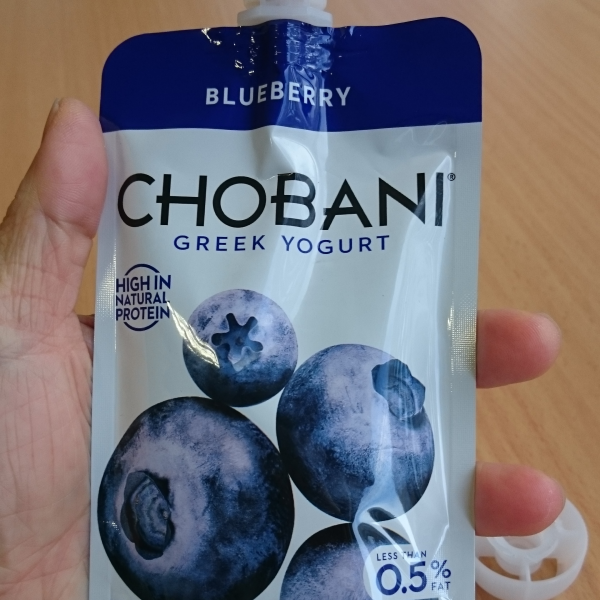 BLUEBERRY
CHOBANI®
GREEK YOGURT
HIGH IN
NATURAL
PROTEIN
LESS THAN
0.5%
FAT